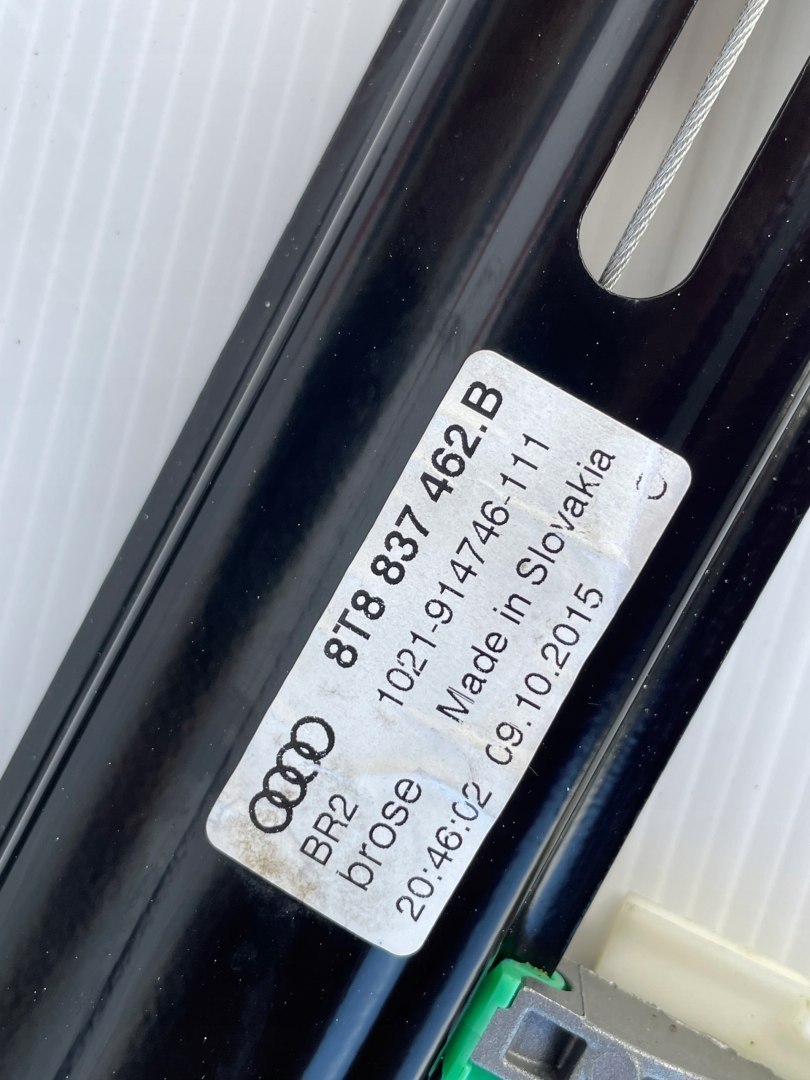 8T8 837 462.B
BR2 1021-914746-111
brose Made in Slovakia
20:46:02 09.10.2015